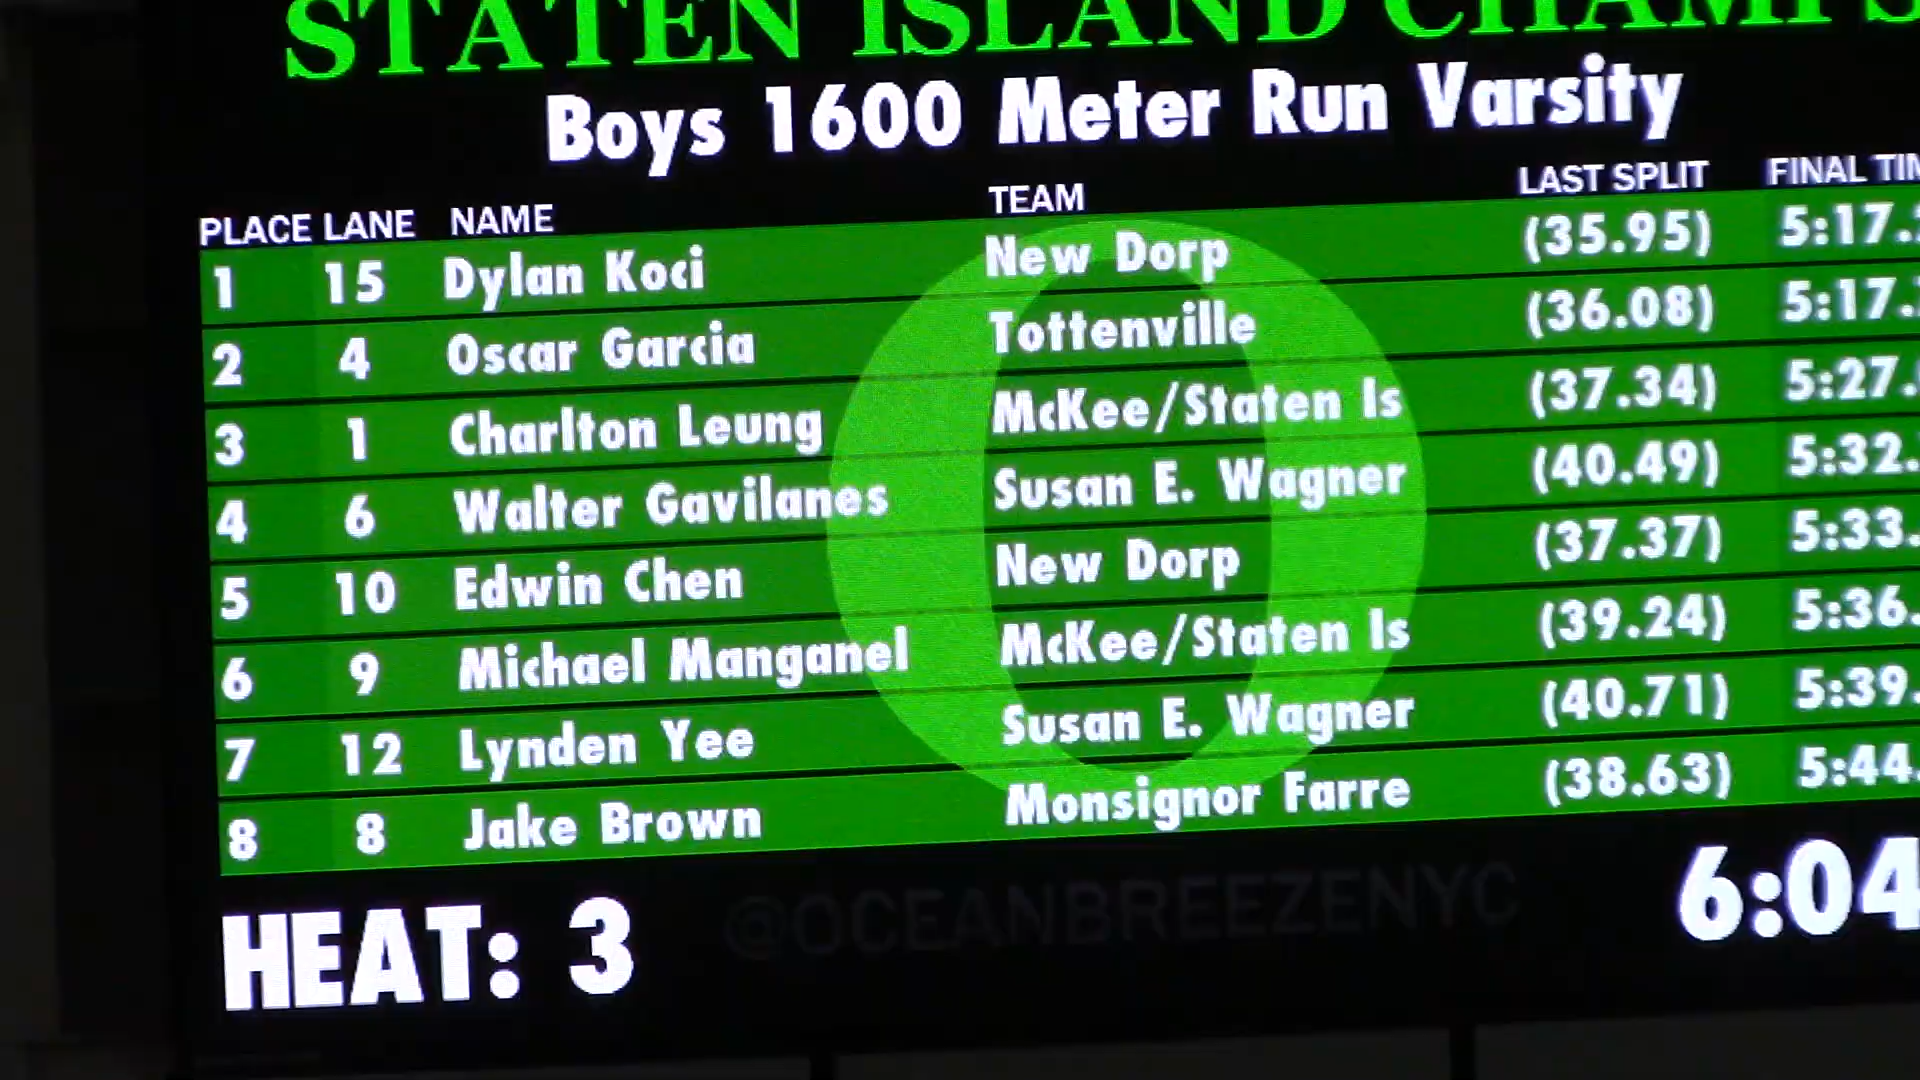 STATEN ISLAND CHAMPS
Boys 1600 Meter Run Varsity
PLACE LANE NAME TEAM LAST SPLIT FINAL TIM
1 15 Dylan Koci New Dorp (35.95) 5:17.
2 4 Oscar Garcia Tottenville (36.08) 5:17.
3 1 Charlton Leung McKee/Staten Is (37.34) 5:27.
4 6 Walter Gavilanes Susan E. Wagner (40.49) 5:32.
5 10 Edwin Chen New Dorp (37.37) 5:33.
6 9 Michael Manganel McKee/Staten Is (39.24) 5:36.
7 12 Lynden Yee Susan E. Wagner (40.71) 5:39.
8 8 Jake Brown Monsignor Farre (38.63) 5:44.
HEAT: 3 @OCEANBREEZENYC 6:04